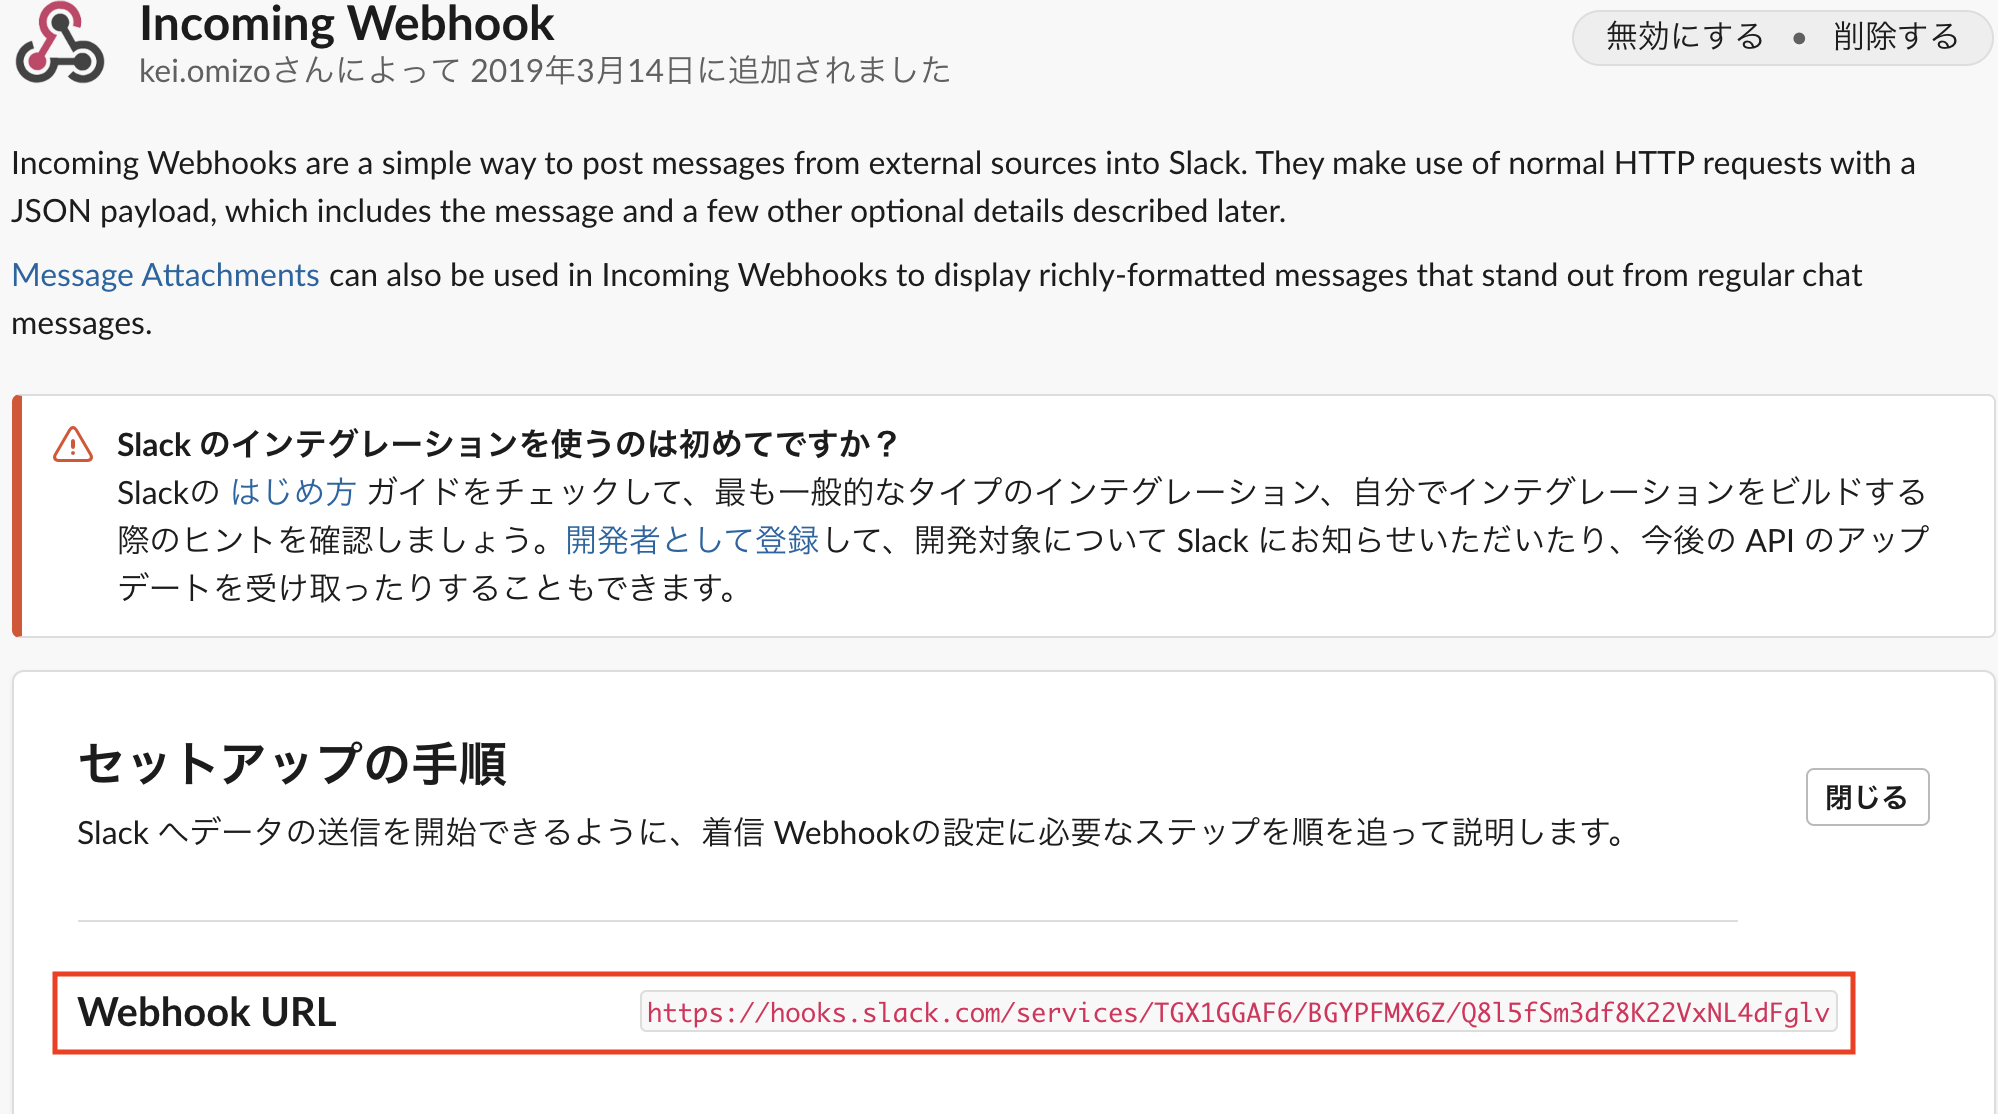 Incoming Webhook
kei.omizoさんによって 2019年3月14日に追加されました
無効にする • 削除する
Incoming Webhooks are a simple way to post messages from external sources into Slack. They make use of normal HTTP requests with a
JSON payload, which includes the message and a few other optional details described later.
Message Attachments can also be used in Incoming Webhooks to display richly-formatted messages that stand out from regular chat
messages.
Slack のインテグレーションを使うのは初めてですか？
Slackの はじめ方 ガイドをチェックして、最も一般的なタイプのインテグレーション、自分でインテグレーションをビルドする
際のヒントを確認しましょう。開発者として登録して、開発対象について Slack にお知らせいただいたり、今後の API のアップ
デートを受け取ったりすることもできます。
セットアップの手順
閉じる
Slack へデータの送信を開始できるように、着信 Webhookの設定に必要なステップを順を追って説明します。
Webhook URL
https://hooks.slack.com/services/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